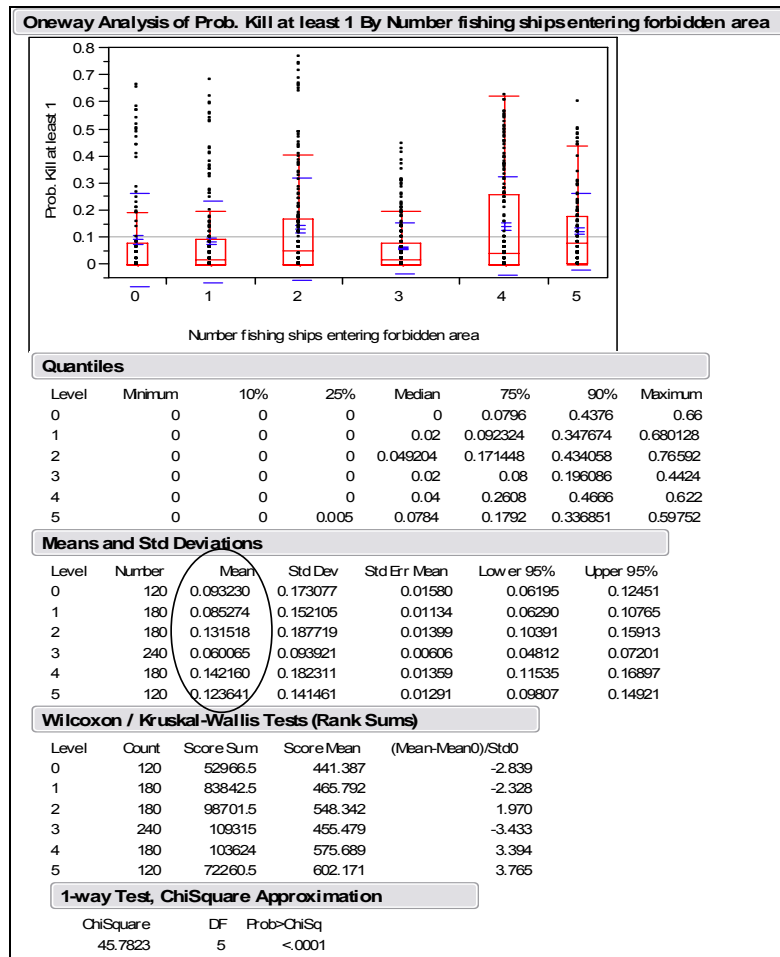 Oneway Analysis of Prob. Kill at least 1 By Number fishing ships entering forbidden area
Prob. Kill at least 1
0.8
0.7
0.6
0.5
0.4
0.3
0.2
0.1
0
0 1 2 3 4 5
Number fishing ships entering forbidden area
Quantiles
Level Minimum 10% 25% Median 75% 90% Maximum
0 0 0 0 0 0.0796 0.4376 0.66
1 0 0 0 0.02 0.092324 0.347674 0.680128
2 0 0 0 0.049204 0.171448 0.434058 0.76592
3 0 0 0 0.02 0.08 0.196086 0.4424
4 0 0 0 0.04 0.2608 0.4666 0.622
5 0 0 0.005 0.0784 0.1792 0.336851 0.59752
Means and Std Deviations
Level Number Mean Std Dev Std Err Mean Lower 95% Upper 95%
0 120 0.093230 0.173077 0.01580 0.06195 0.12451
1 180 0.085274 0.152105 0.01134 0.06290 0.10765
2 180 0.131518 0.187719 0.01399 0.10391 0.15913
3 240 0.060065 0.093921 0.00606 0.04812 0.07201
4 180 0.142160 0.182311 0.01359 0.11535 0.16897
5 120 0.123641 0.141461 0.01291 0.09807 0.14921
Wilcoxon / Kruskal-Wallis Tests (Rank Sums)
Level Count Score Sum Score Mean (Mean-Mean0)/Std0
0 120 52966.5 441.387 -2.839
1 180 83842.5 465.792 -2.328
2 180 98701.5 548.342 1.970
3 240 109315 455.479 -3.433
4 180 103624 575.689 3.394
5 120 72260.5 602.171 3.765
1-way Test, ChiSquare Approximation
ChiSquare DF Prob>ChiSq
45.7823 5 <.0001